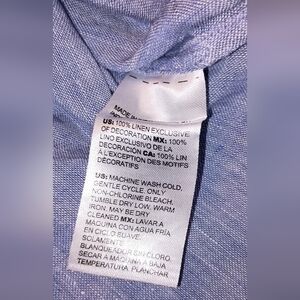 MADE IN
US: 100% LINEN EXCLUSIVE
OF DECORATION MX: 100%
LINO EXCLUSIVO DE LA
DECORACIÓN CA: 100% LIN
À L'EXCEPTION DES MOTIFS
DÉCORATIFS
US: MACHINE WASH COLD,
GENTLE CYCLE. ONLY
NON-CHLORINE BLEACH.
TUMBLE DRY LOW. WARM
IRON. MAY BE DRY
CLEANED MX: LAVAR A
MAQUINA CON AGUA FRIA
EN CICLO SUAVE.
SOLAMENTE
BLANQUEADOR SIN CLORO.
SECAR A MAQUINA A BAJA
TEMPERATURA. PLANCHAR